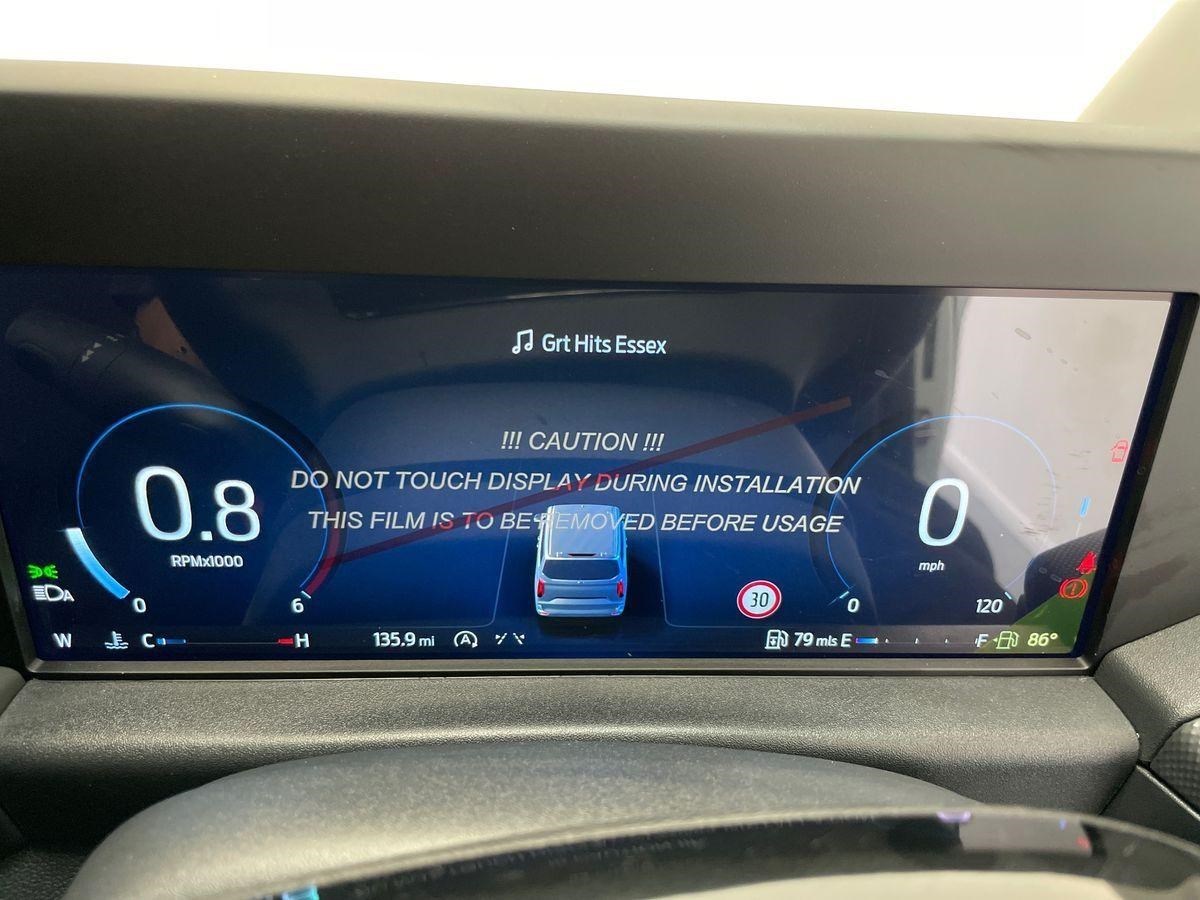 Grt Hits Essex
!!! CAUTION !!!
DO NOT TOUCH DISPLAY DURING INSTALLATION
THIS FILM IS TO BE REMOVED BEFORE USAGE
0.8
RPMx1000
0
6
0
mph
0
120
30
A
W
C
H
135.9 mi
A
79 mls
E
F
86°